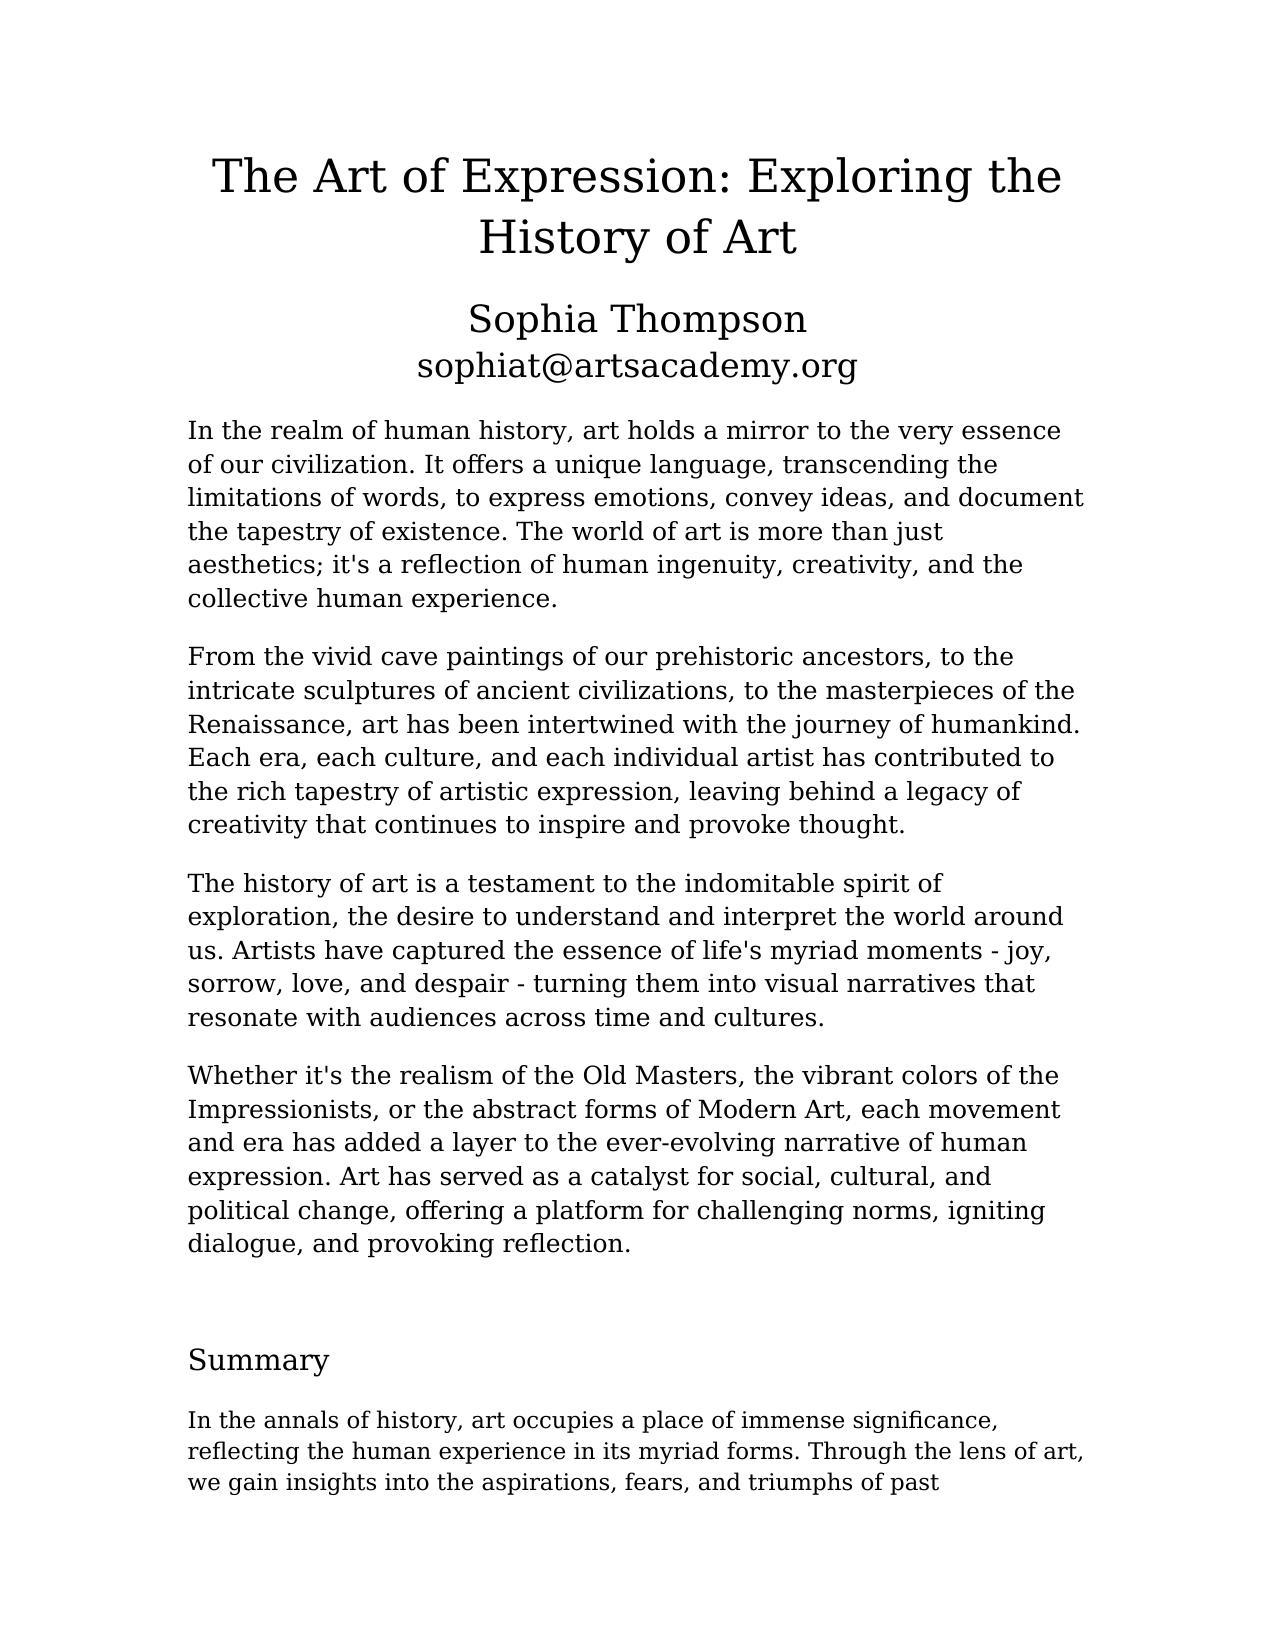 The Art of Expression: Exploring the
History of Art
Sophia Thompson
sophiat@artsacademy.org
In the realm of human history, art holds a mirror to the very essence
of our civilization. It offers a unique language, transcending the
limitations of words, to express emotions, convey ideas, and document
the tapestry of existence. The world of art is more than just
aesthetics; it's a reflection of human ingenuity, creativity, and the
collective human experience.
From the vivid cave paintings of our prehistoric ancestors, to the
intricate sculptures of ancient civilizations, to the masterpieces of the
Renaissance, art has been intertwined with the journey of humankind.
Each era, each culture, and each individual artist has contributed to
the rich tapestry of artistic expression, leaving behind a legacy of
creativity that continues to inspire and provoke thought.
The history of art is a testament to the indomitable spirit of
exploration, the desire to understand and interpret the world around
us. Artists have captured the essence of life's myriad moments - joy,
sorrow, love, and despair - turning them into visual narratives that
resonate with audiences across time and cultures.
Whether it's the realism of the Old Masters, the vibrant colors of the
Impressionists, or the abstract forms of Modern Art, each movement
and era has added a layer to the ever-evolving narrative of human
expression. Art has served as a catalyst for social, cultural, and
political change, offering a platform for challenging norms, igniting
dialogue, and provoking reflection.
Summary
In the annals of history, art occupies a place of immense significance,
reflecting the human experience in its myriad forms. Through the lens of art,
we gain insights into the aspirations, fears, and triumphs of past